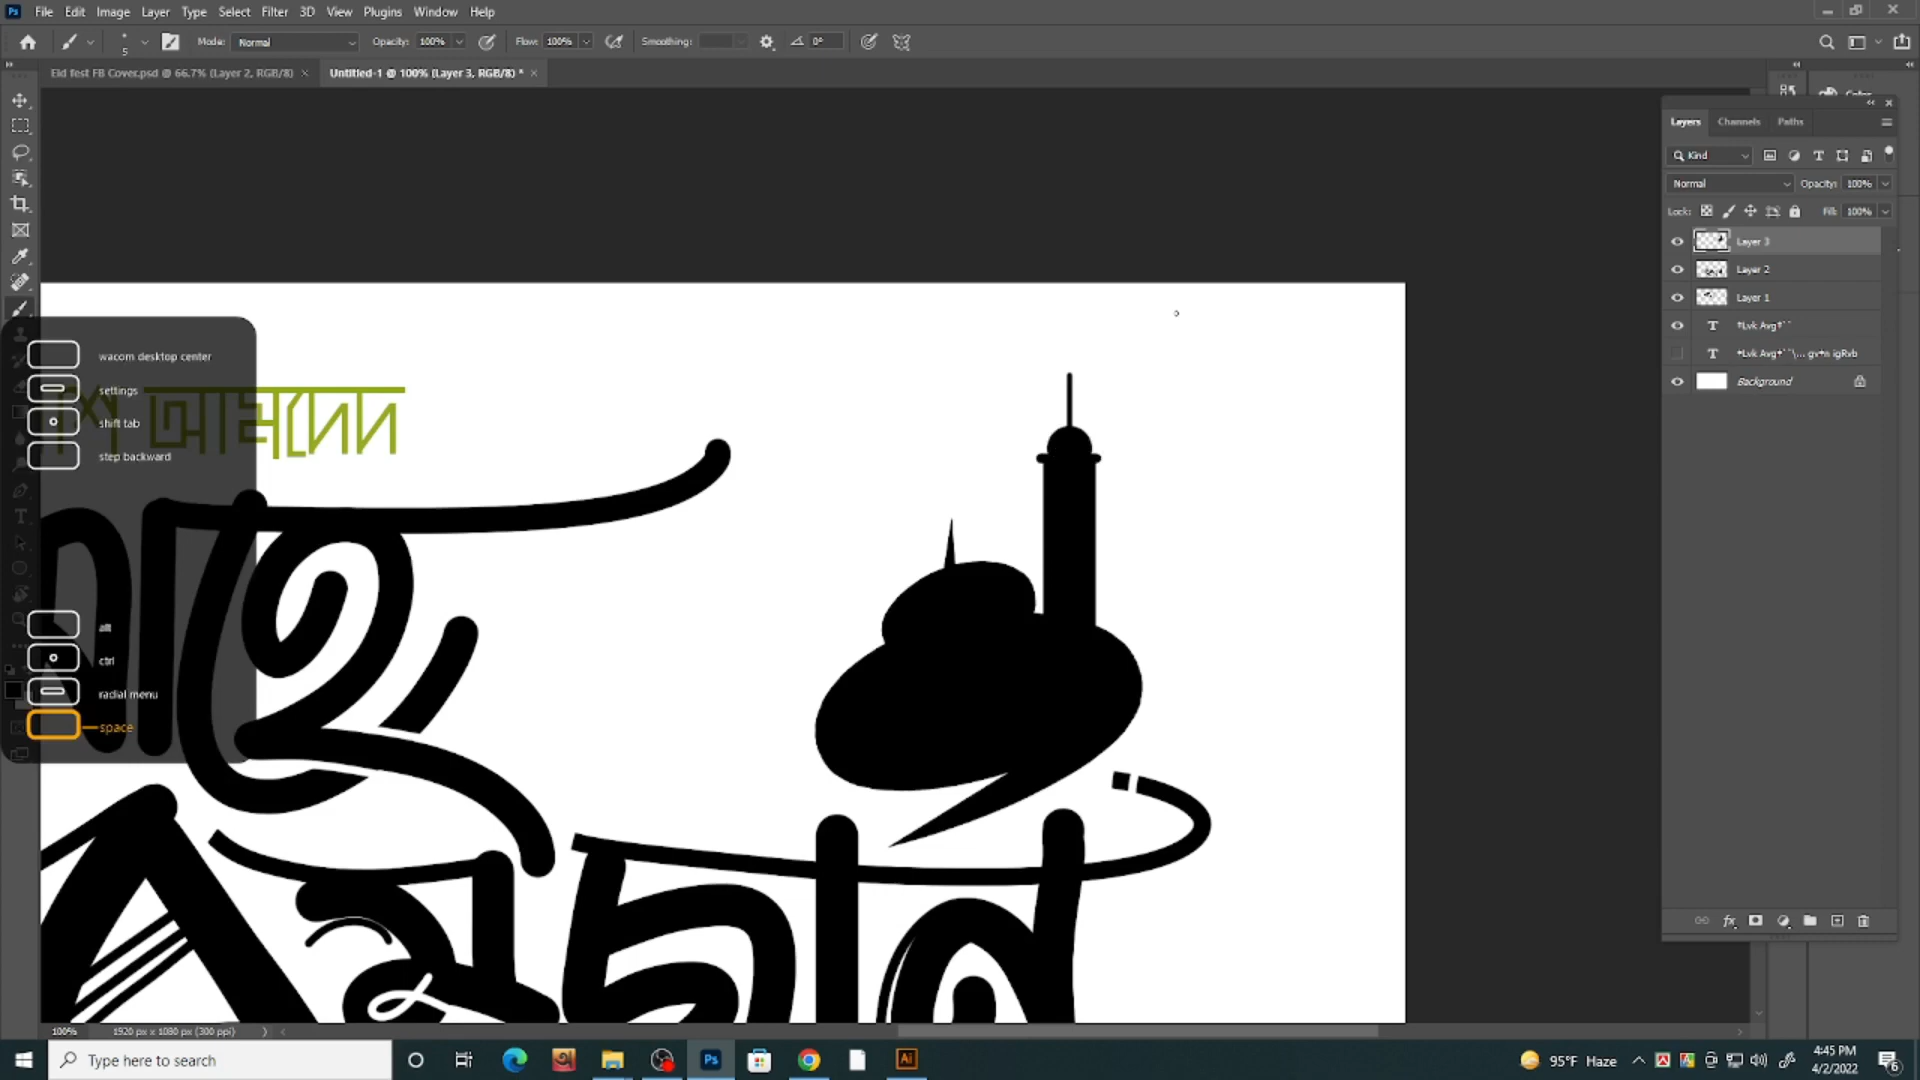 File Edit Image Layer Type Select Filter 3D View Plugins Window Help
5 Mode: Normal Opacity: 100% Flow: 100% Smoothing: 0°
Eid fest FB Cover.psd @ 66.7% (Layer 2, RGB/8) × Untitled-1 @ 100% (Layer 3, RGB/8) * ×
Color
Layers Channels Paths
Kind
Normal Opacity: 100%
Lock: Fill: 100%
Layer 3
Layer 2
Layer 1
Background
wacom desktop center
settings
shift tab
step backward
alt
ctrl
radial menu
space
100% 1920 px x 1080 px (300 ppi)
Type here to search
95°F Haze
4:45 PM
4/2/2022
6